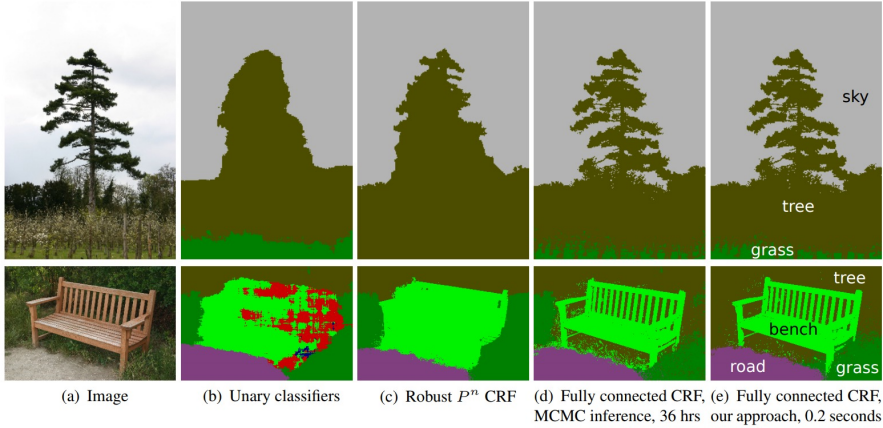 sky
tree
grass
tree
bench
road
grass
(a) Image
(b) Unary classifiers
(c) Robust Pⁿ CRF
(d) Fully connected CRF,
MCMC inference, 36 hrs
(e) Fully connected CRF,
our approach, 0.2 seconds